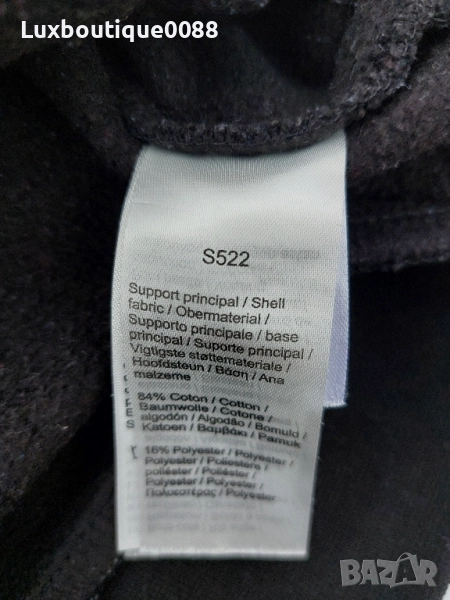 Luxboutique0088
S522
Support principal / Shell
fabric / Obermaterial /
Supporto principale / base
principal / Suporte principal /
Vigtigste støttemateriale /
Hoofdsteun / Βάση / Ana
malzeme
84% Coton / Cotton /
Baumwolle / Cotone /
algodón / Algodão / Bomuld /
Katoen / Βαμβάκι / Pamuk
16% Polyester / Polyester /
Polyester / Poliestere /
poliéster / Poliéster /
Polyester / Polyester /
Πολυεστέρας / Polyester
BAZAR